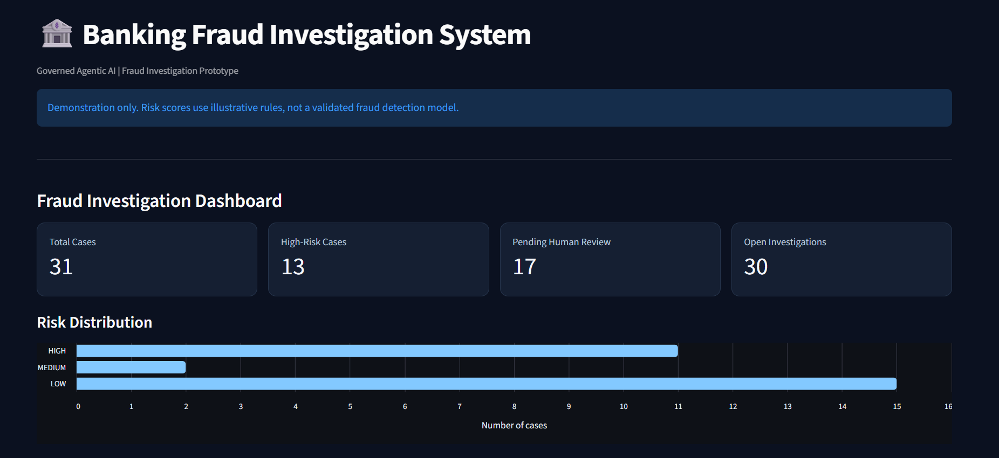 Banking Fraud Investigation System
Governed Agentic AI | Fraud Investigation Prototype
Demonstration only. Risk scores use illustrative rules, not a validated fraud detection model.
Fraud Investigation Dashboard
Total Cases
31
High-Risk Cases
13
Pending Human Review
17
Open Investigations
30
Risk Distribution
HIGH
MEDIUM
LOW
0 1 2 3 4 5 6 7 8 9 10 11 12 13 14 15 16
Number of cases